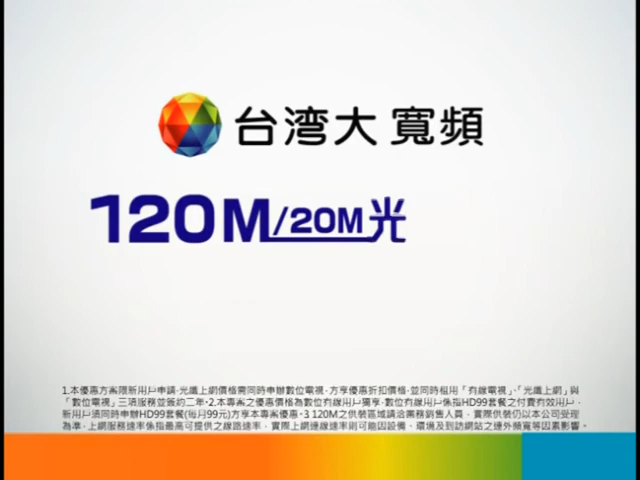 台湾大 寬頻
120M/20M光
1.本優惠方案限新用戶申請,光纖上網價格需同時申辦數位電視,方享優惠折扣價格,並同時租用「有線電視」、「光纖上網」與
「數位電視」三項服務並簽約二年。2.本專案之優惠價格為數位有線用戶獨享,數位有線用戶係指HD99套餐之付費有效用戶,
新用戶須同時申辦HD99套餐(每月99元)方享本專案優惠。3.120M之供裝區域請洽業務銷售人員,實際供裝仍以本公司受理
為準,上網服務速率係指最高可提供之線路速率,實際上網連線速率則可能因設備、環境及到訪網站之連外頻寬等因素影響。